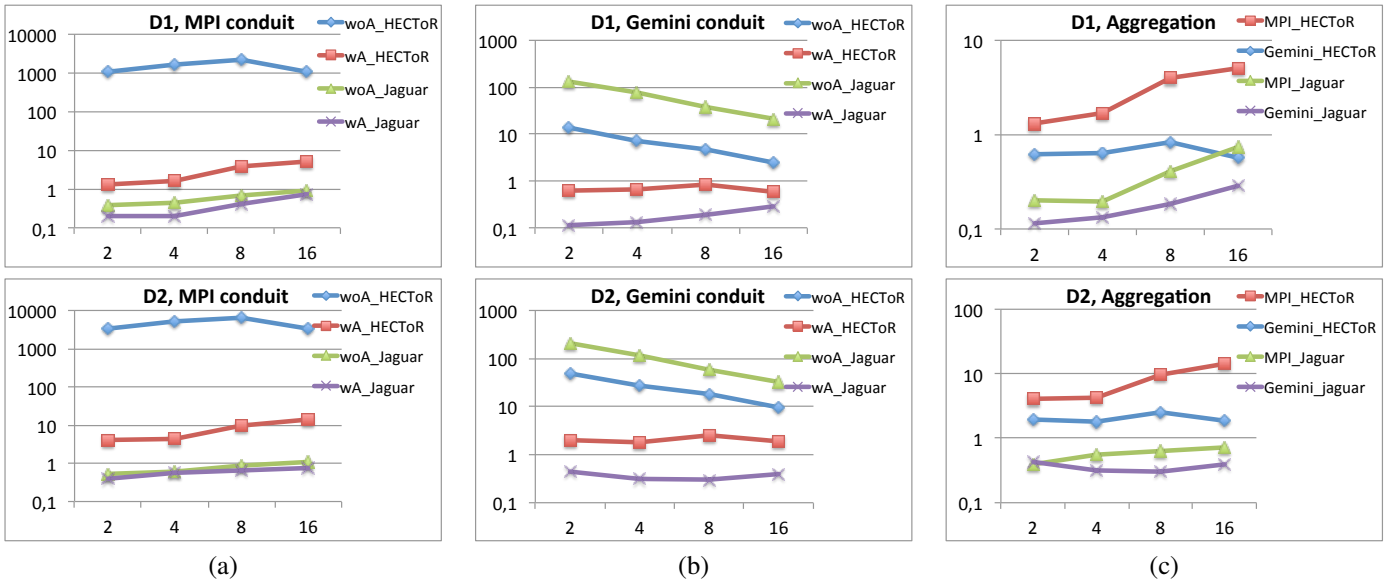 D1, MPI conduit
10000
1000
100
10
1
0,1
2 4 8 16
woA_HECToR
wA_HECToR
woA_Jaguar
wA_Jaguar
D1, Gemini conduit
1000
100
10
1
0,1
2 4 8 16
woA_HECToR
wA_HECToR
woA_Jaguar
wA_Jaguar
D1, Aggregation
10
1
0,1
2 4 8 16
MPI_HECToR
Gemini_HECToR
MPI_Jaguar
Gemini_Jaguar
D2, MPI conduit
10000
1000
100
10
1
0,1
2 4 8 16
woA_HECToR
wA_HECToR
woA_Jaguar
wA_Jaguar
D2, Gemini conduit
1000
100
10
1
0,1
2 4 8 16
woA_HECToR
wA_HECToR
woA_Jaguar
wA_Jaguar
D2, Aggregation
100
10
1
0,1
2 4 8 16
MPI_HECToR
Gemini_HECToR
MPI_Jaguar
Gemini_jaguar
(a) (b) (c)